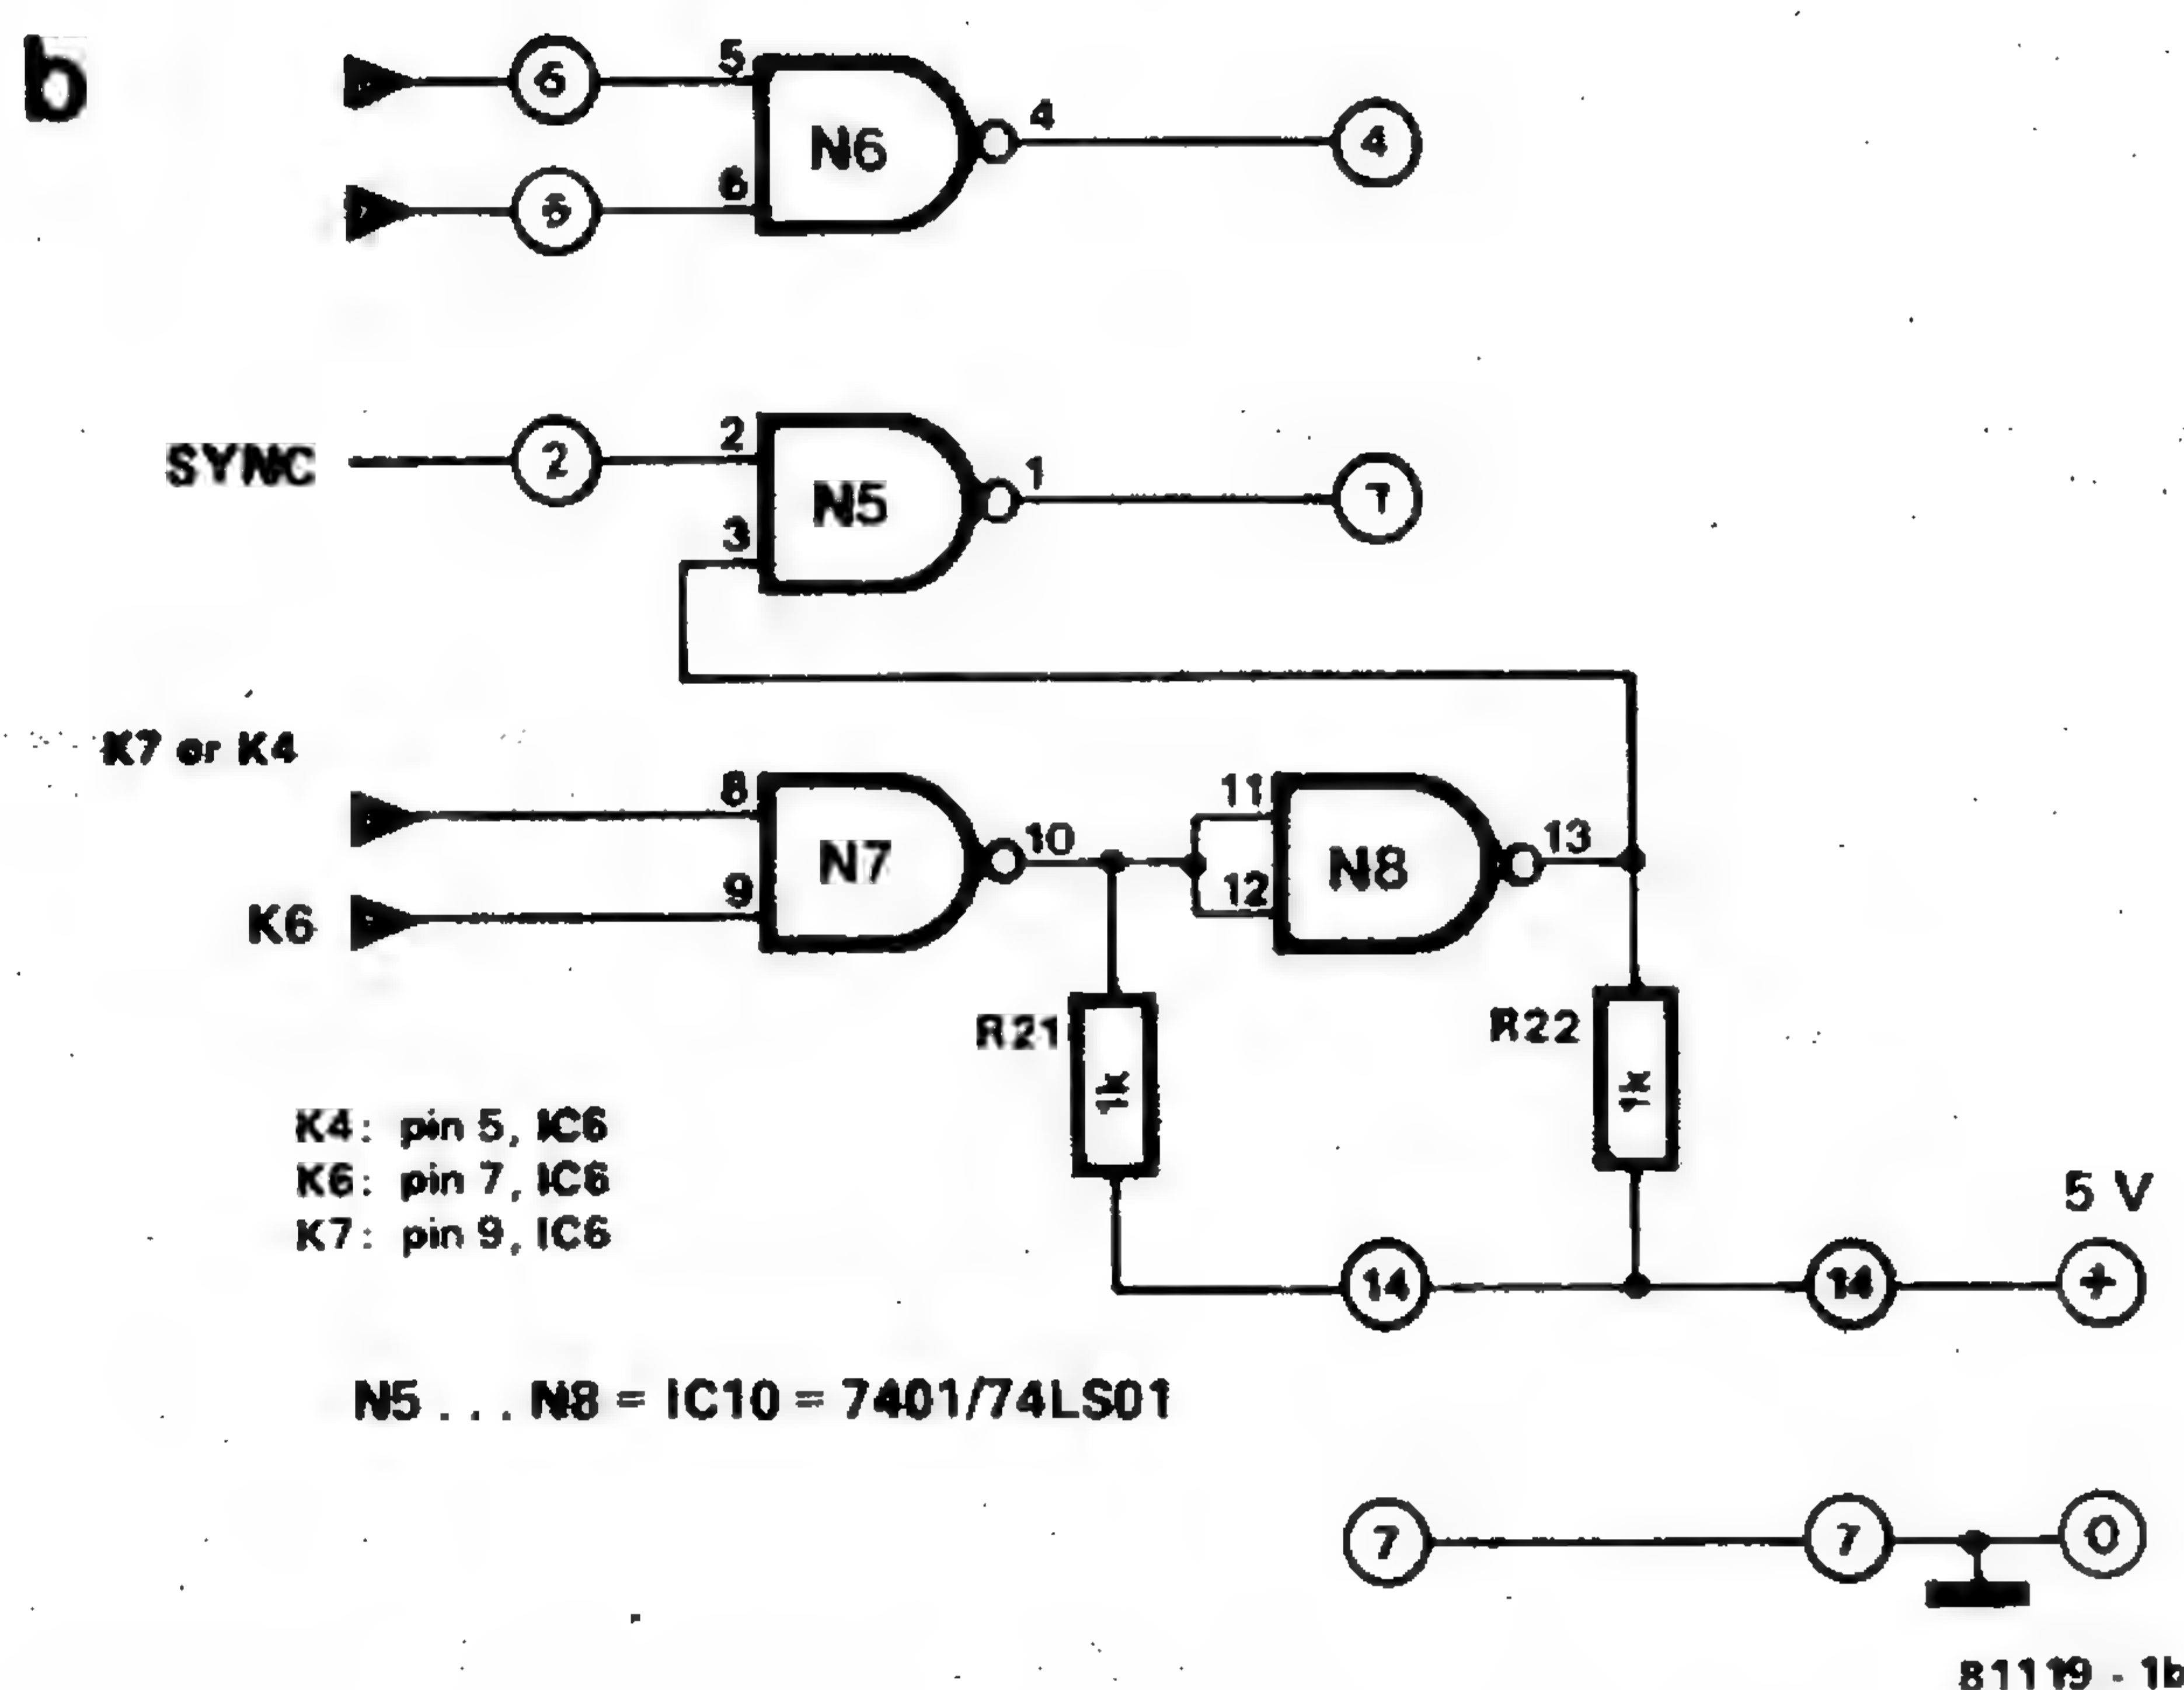 b
6
5
N6
4
4
5
6
SYNC
2
2
3
N5
1
K7 or K4
8
N7
10
11
12
N8
13
K6
9
R21
1k
R22
1k
K4: pin 5, IC6
K6: pin 7, IC6
K7: pin 9, IC6
14
14
5 V
+
N5 . . . N8 = IC10 = 7401/74LS01
7
7
0
81119 - 1b